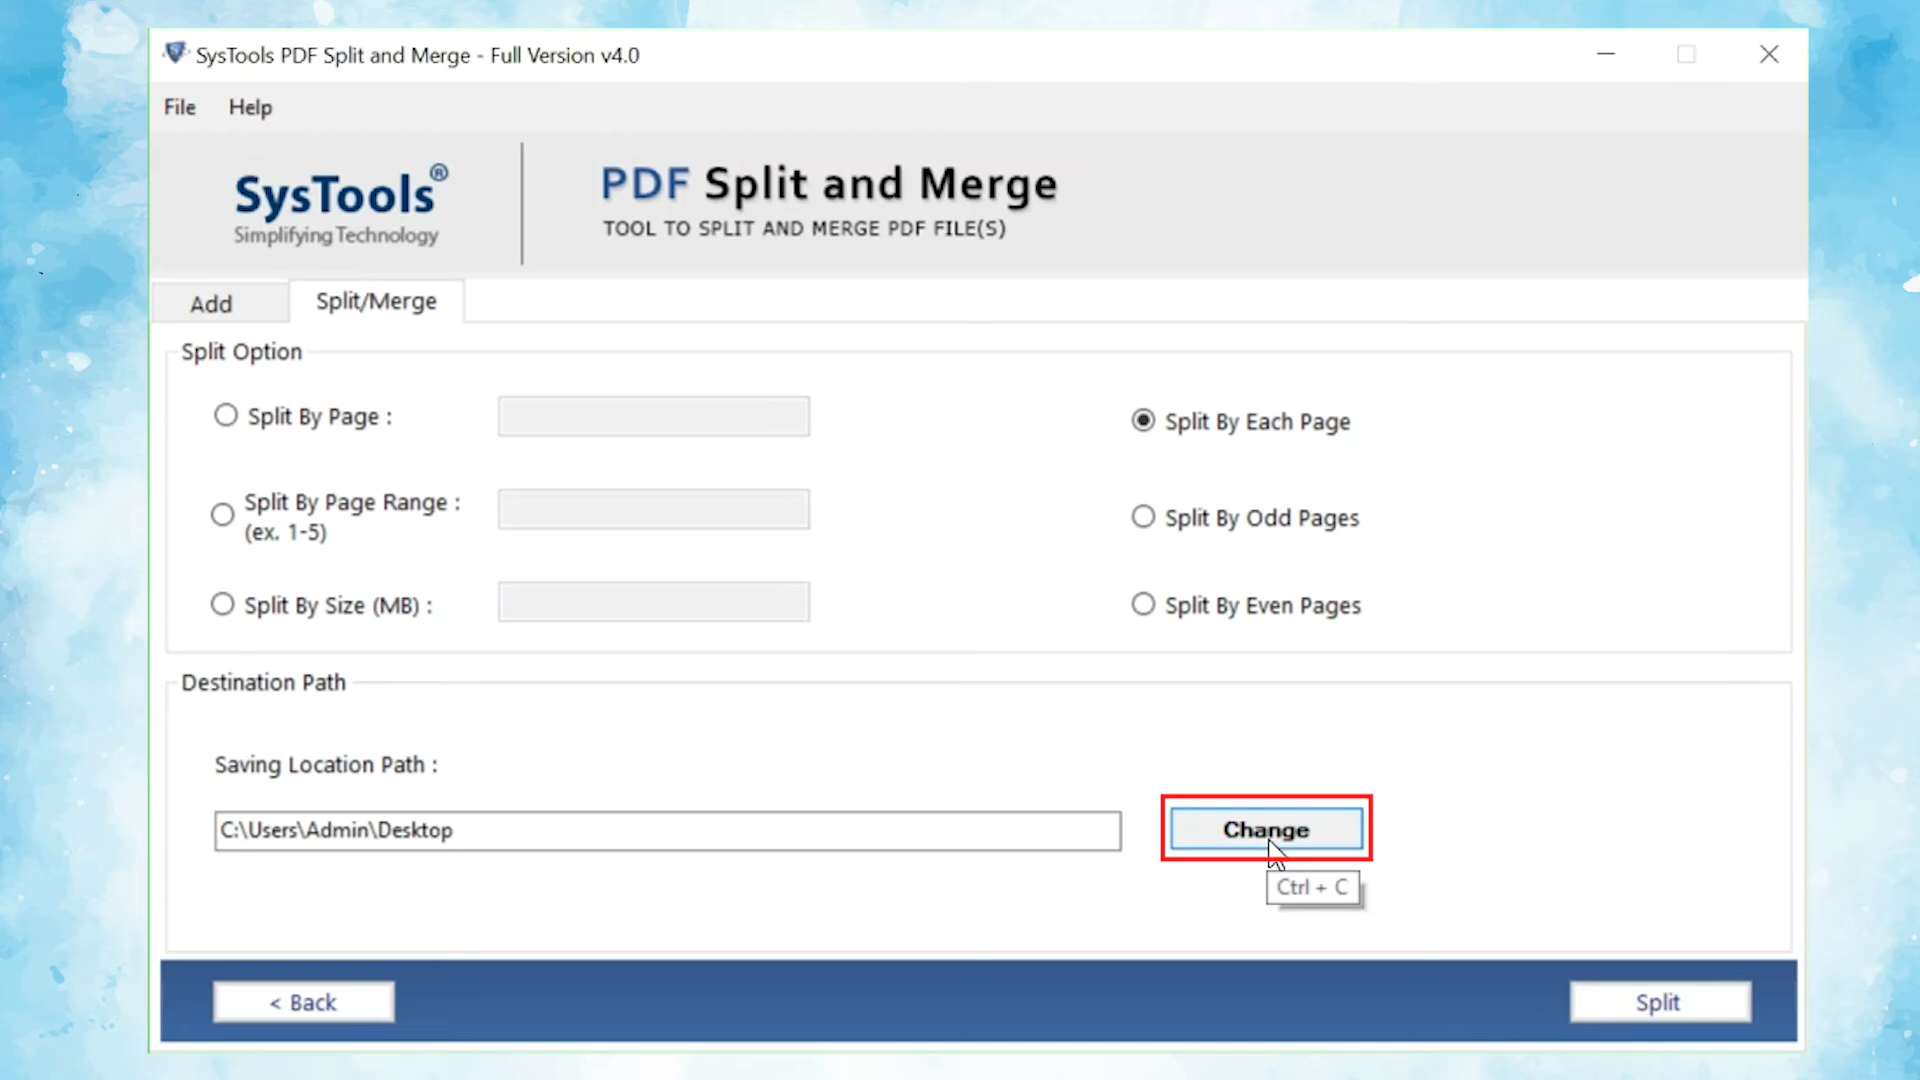 SysTools PDF Split and Merge - Full Version v4.0
File Help
SysTools®
Simplifying Technology
PDF Split and Merge
TOOL TO SPLIT AND MERGE PDF FILE(S)
Add Split/Merge
Split Option
Split By Page :
Split By Each Page
Split By Page Range :
(ex. 1-5)
Split By Odd Pages
Split By Size (MB) :
Split By Even Pages
Destination Path
Saving Location Path :
C:\Users\Admin\Desktop
Change
Ctrl + C
< Back
Split